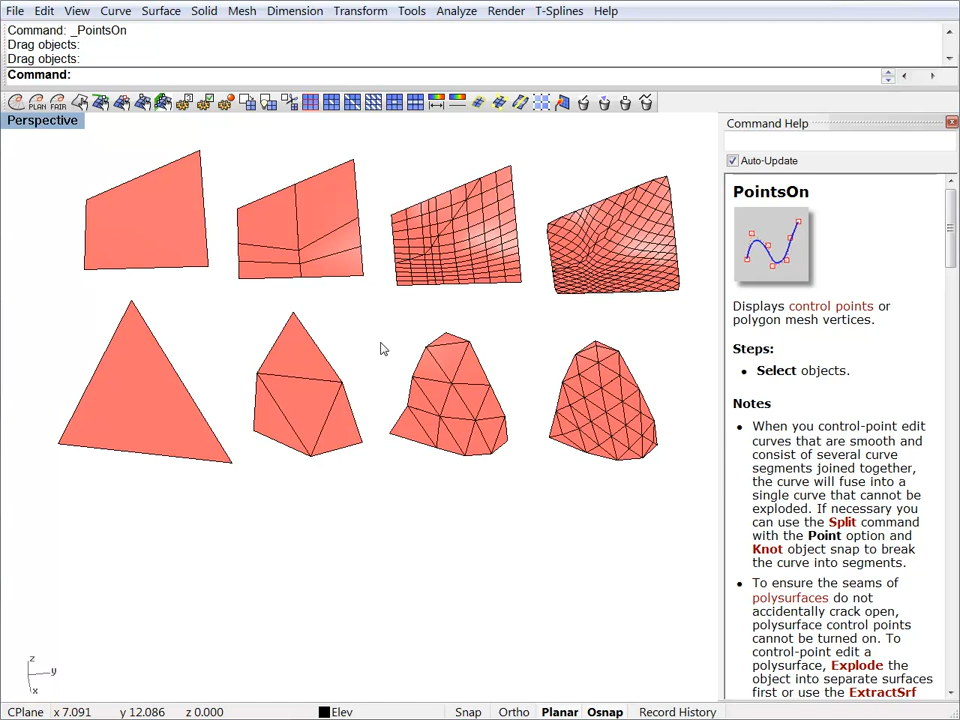 File Edit View Curve Surface Solid Mesh Dimension Transform Tools Analyze Render T-Splines Help
Command: _PointsOn
Drag objects:
Drag objects:
Command:
PLAN FAIR
Perspective
Command Help
Auto-Update
PointsOn
Displays control points or
polygon mesh vertices.
Steps:
• Select objects.
Notes
• When you control-point edit
curves that are smooth and
consist of several curve
segments joined together,
the curve will fuse into a
single curve that cannot be
exploded. If necessary you
can use the Split command
with the Point option and
Knot object snap to break
the curve into segments.
• To ensure the seams of
polysurfaces do not
accidentally crack open,
polysurface control points
cannot be turned on. To
control-point edit a
polysurface, Explode the
object into separate surfaces
first or use the ExtractSrf
z
y
x
CPlane x 7.091 y 12.086 z 0.000 Elev Snap Ortho Planar Osnap Record History